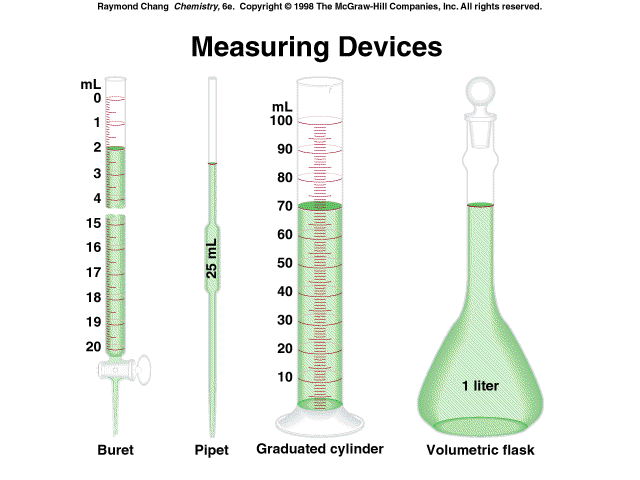 Raymond Chang Chemistry, 6e. Copyright © 1998 The McGraw-Hill Companies, Inc. All rights reserved.
Measuring Devices
mL
0
1
2
3
4
15
16
17
18
19
20
25 mL
mL
100
90
80
70
60
50
40
30
20
10
1 liter
Buret
Pipet
Graduated cylinder
Volumetric flask